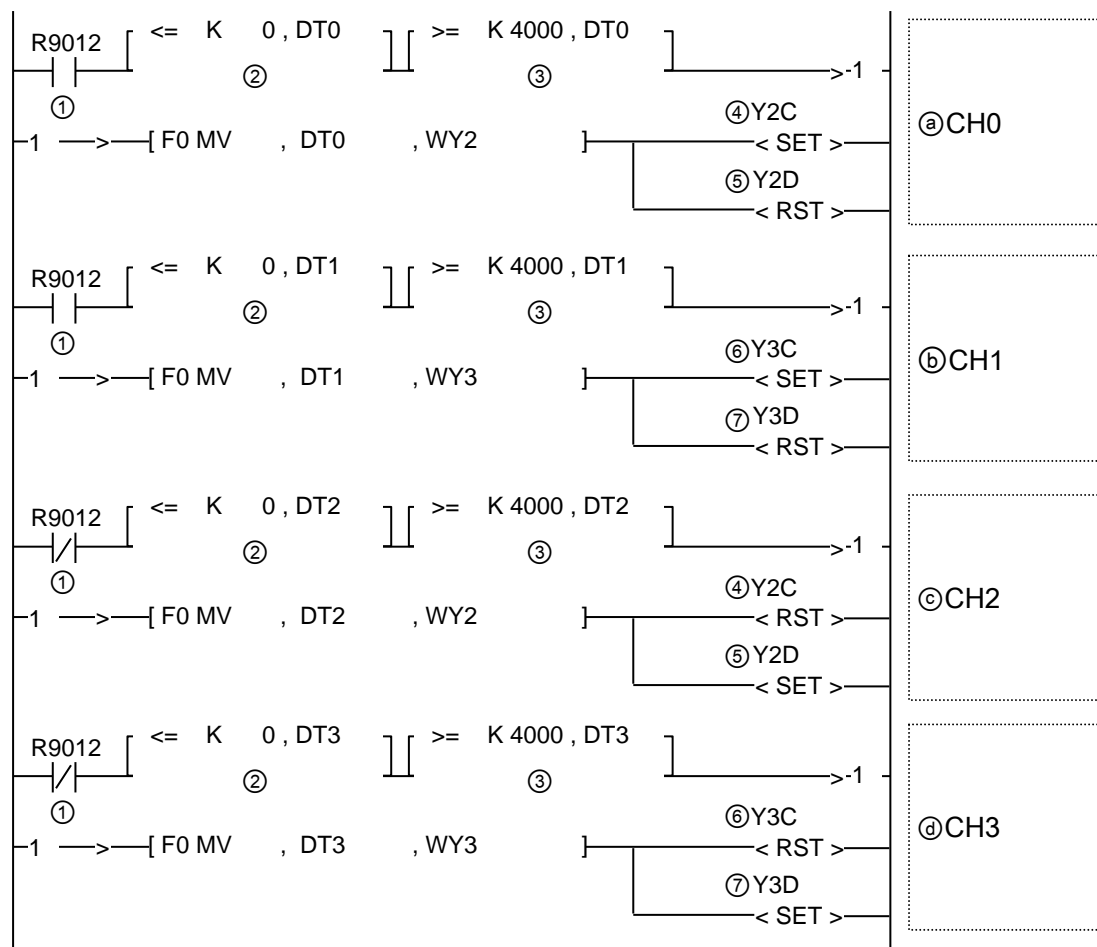 R9012 <= K 0 , DT0 >= K 4000 , DT0
① ② ③ >-1
1 > [ F0 MV , DT0 , WY2 ] ④Y2C < SET >
⑤Y2D < RST >
ⓐCH0
R9012 <= K 0 , DT1 >= K 4000 , DT1
① ② ③ >-1
1 > [ F0 MV , DT1 , WY3 ] ⑥Y3C < SET >
⑦Y3D < RST >
ⓑCH1
R9012 <= K 0 , DT2 >= K 4000 , DT2
① ② ③ >-1
1 > [ F0 MV , DT2 , WY2 ] ④Y2C < RST >
⑤Y2D < SET >
ⓒCH2
R9012 <= K 0 , DT3 >= K 4000 , DT3
① ② ③ >-1
1 > [ F0 MV , DT3 , WY3 ] ⑥Y3C < RST >
⑦Y3D < SET >
ⓓCH3